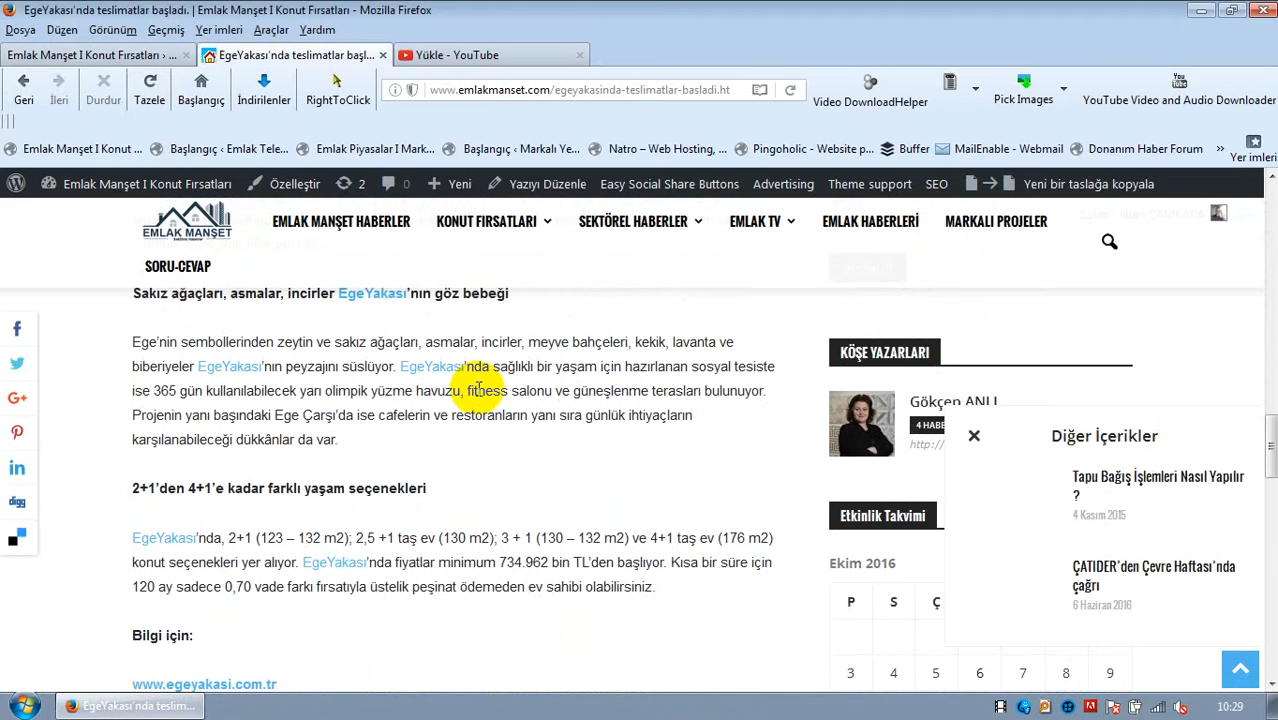 EgeYakası'nda teslimatlar başladı. | Emlak Manşet I Konut Fırsatları - Mozilla Firefox
Dosya Düzen Görünüm Geçmiş Yer imleri Araçlar Yardım
Emlak Manşet I Konut Fırsatları › ...
EgeYakası'nda teslimatlar başl...
Yükle - YouTube
www.emlakmanset.com/egeyakasinda-teslimatlar-basladi.ht
Geri İleri Durdur Tazele Başlangıç İndirilenler RightClick
Video DownloadHelper
Pick Images
YouTube Video and Audio Downloader
Emlak Manşet I Konut ... Başlangıç ‹ Emlak Tele... Emlak Piyasalar I Mark... Başlangıç ‹ Markalı Ye... Natro – Web Hosting, ... Pingoholic - Website p... Buffer MailEnable - Webmail Donanım Haber Forum
Yer imleri
Emlak Manşet I Konut Fırsatları Özelleştir 2 0 Yeni Yazıyı Düzenle Easy Social Share Buttons Advertising Theme support SEO Yeni bir taslağa kopyala
EMLAK MANŞET
EMLAK MANŞET HABERLER KONUT FIRSATLARI SEKTÖREL HABERLER EMLAK TV EMLAK HABERLERİ MARKALI PROJELER
SORU-CEVAP
Sakız ağaçları, asmalar, incirler EgeYakası'nın göz bebeği
Ege'nin sembollerinden zeytin ve sakız ağaçları, asmalar, incirler, meyve bahçeleri, kekik, lavanta ve
biberiyeler EgeYakası'nın peyzajını süslüyor. EgeYakası'nda sağlıklı bir yaşam için hazırlanan sosyal tesiste
ise 365 gün kullanılabilecek yarı olimpik yüzme havuzu, fitness salonu ve güneşlenme terasları bulunuyor.
Projenin yanı başındaki Ege Çarşı'da ise cafelerin ve restoranların yanı sıra günlük ihtiyaçların
karşılanabileceği dükkânlar da var.
2+1'den 4+1'e kadar farklı yaşam seçenekleri
EgeYakası'nda, 2+1 (123 – 132 m2); 2,5 +1 taş ev (130 m2); 3 + 1 (130 – 132 m2) ve 4+1 taş ev (176 m2)
konut seçenekleri yer alıyor. EgeYakası'nda fiyatlar minimum 734.962 bin TL'den başlıyor. Kısa bir süre için
120 ay sadece 0,70 vade farkı fırsatıyla üstelik peşinat ödemeden ev sahibi olabilirsiniz.
Bilgi için:
www.egeyakasi.com.tr
KÖŞE YAZARLARI
Gökçen ANLI
4 HABE
http://
Etkinlik Takvimi
Ekim 2016
P S Ç
3 4 5 6 7 8 9
Diğer İçerikler
Tapu Bağış İşlemleri Nasıl Yapılır
?
4 Kasım 2015
ÇATIDER'den Çevre Haftası'nda
çağrı
6 Haziran 2016
digg
EgeYakası'nda teslim...
10:29